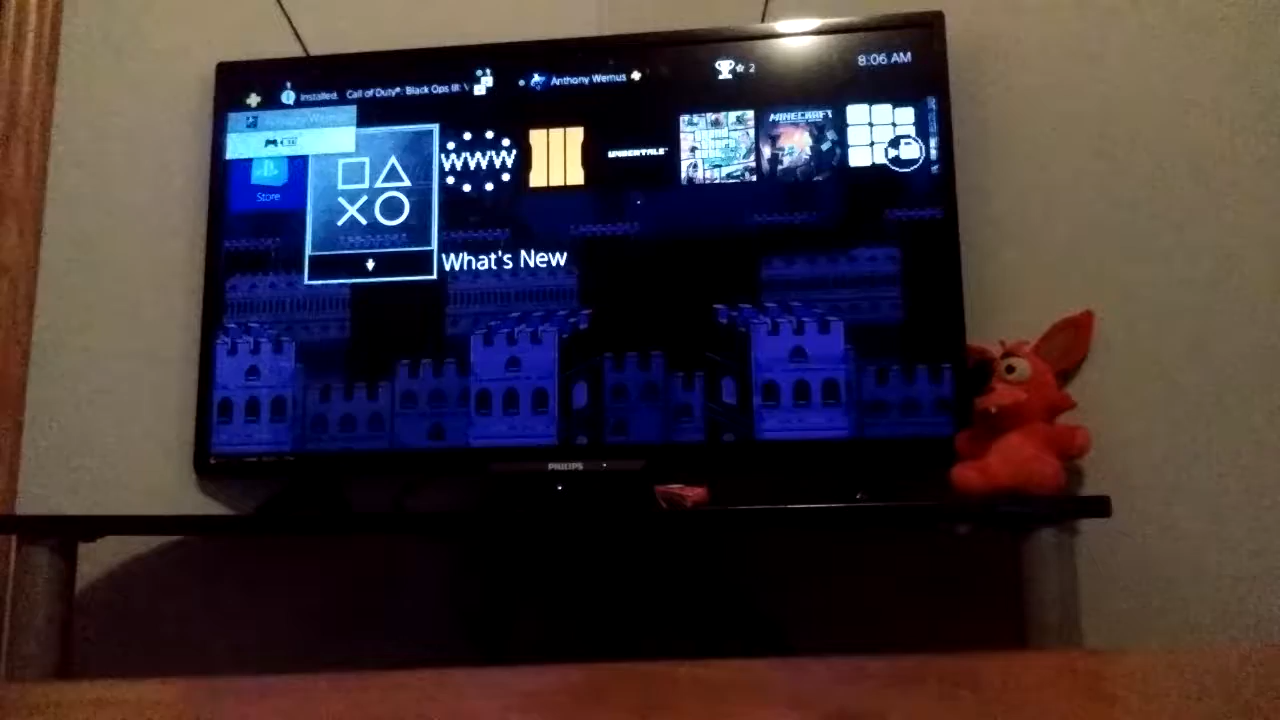 Installed. Call of Duty®: Black Ops III: V
Anthony Wemus
2
8:06 AM
Store
WWW
UNDERTALE
MINECRAFT
What's New
PHILIPS